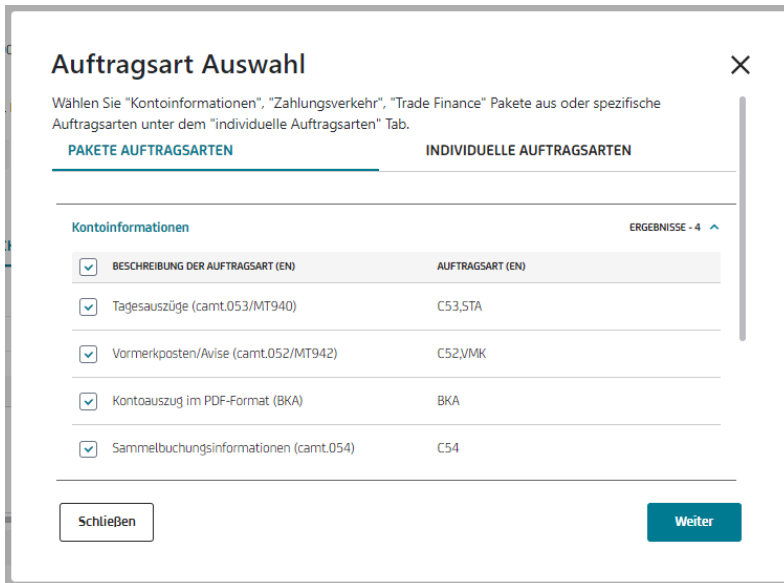 Auftragsart Auswahl
Wählen Sie "Kontoinformationen", "Zahlungsverkehr", "Trade Finance" Pakete aus oder spezifische
Auftragsarten unter dem "individuelle Auftragsarten" Tab.
PAKETE AUFTRAGSARTEN INDIVIDUELLE AUFTRAGSARTEN
Kontoinformationen ERGEBNISSE - 4
BESCHREIBUNG DER AUFTRAGSART (EN) AUFTRAGSART (EN)
Tagesauszüge (camt.053/MT940) C53,STA
Vormerkposten/Avise (camt.052/MT942) C52,VMK
Kontoauszug im PDF-Format (BKA) BKA
Sammelbuchungsinformationen (camt.054) C54
Schließen Weiter